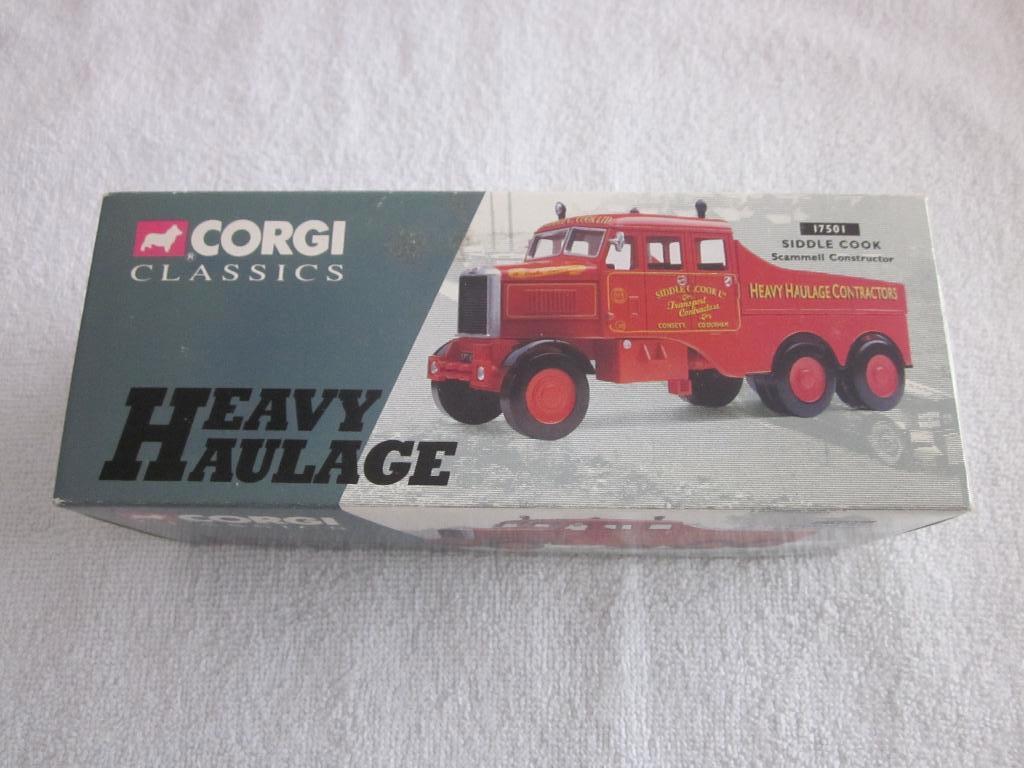 CORGI
CLASSICS
HEAVY
HAULAGE
17501
SIDDLE COOK
Scammell Constructor
SIDDLE C. COOK Ltd
Transport
Contractors
CONSETT CO DURHAM
HEAVY HAULAGE CONTRACTORS
CORGI